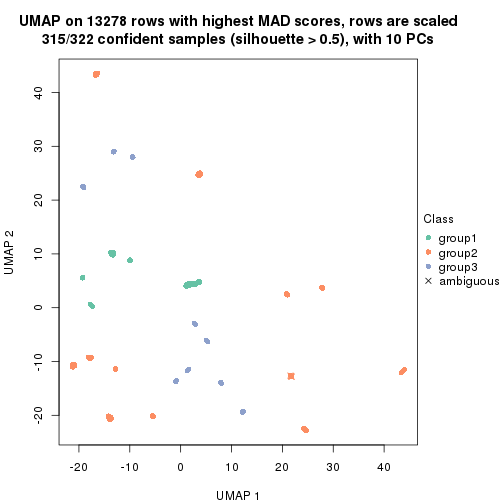 UMAP on 13278 rows with highest MAD scores, rows are scaled
315/322 confident samples (silhouette > 0.5), with 10 PCs
40
30
20
10
0
-10
-20
UMAP 2
-20
-10
0
10
20
30
40
UMAP 1
Class
group1
group2
group3
ambiguous